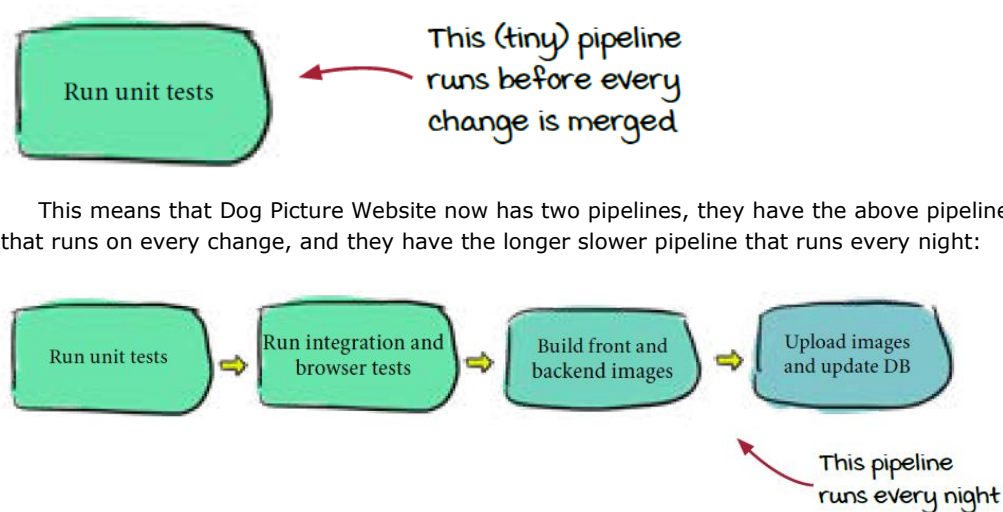 This (tiny) pipeline
runs before every
change is merged
Run unit tests
This means that Dog Picture Website now has two pipelines, they have the above pipeline
that runs on every change, and they have the longer slower pipeline that runs every night:
Run unit tests
Run integration and
browser tests
Build front and
backend images
Upload images
and update DB
This pipeline
runs every night